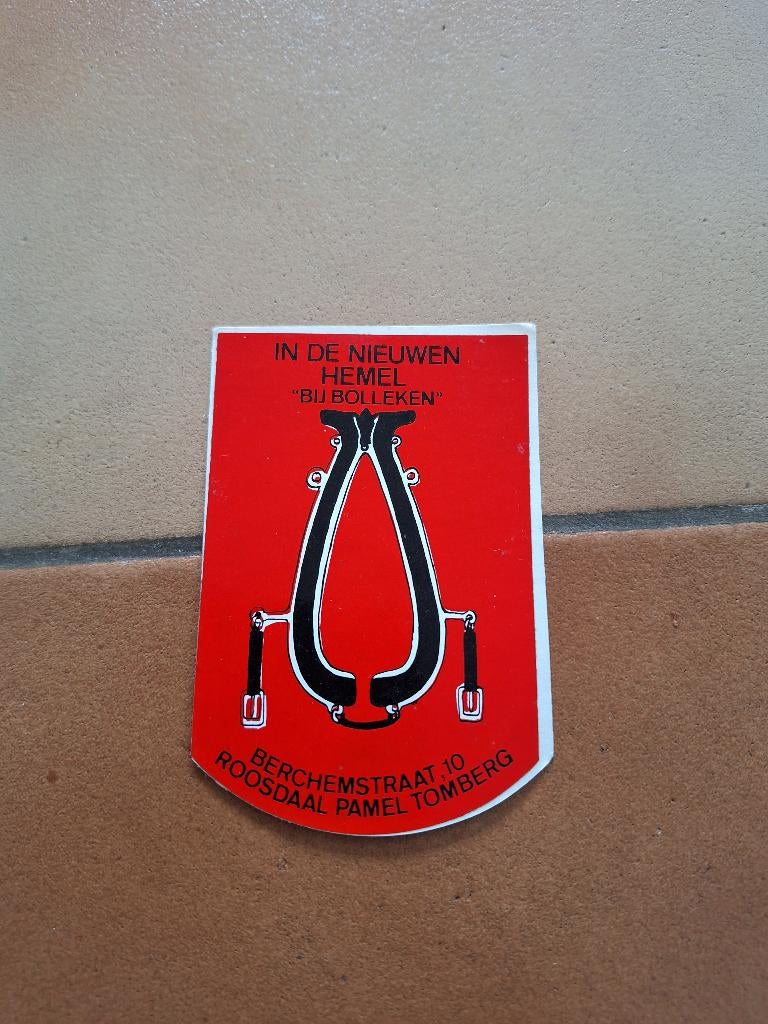 IN DE NIEUWEN
HEMEL
"BIJ BOLLEKEN"
BERCHEMSTRAAT,10
ROOSDAAL PAMEL TOMBERG